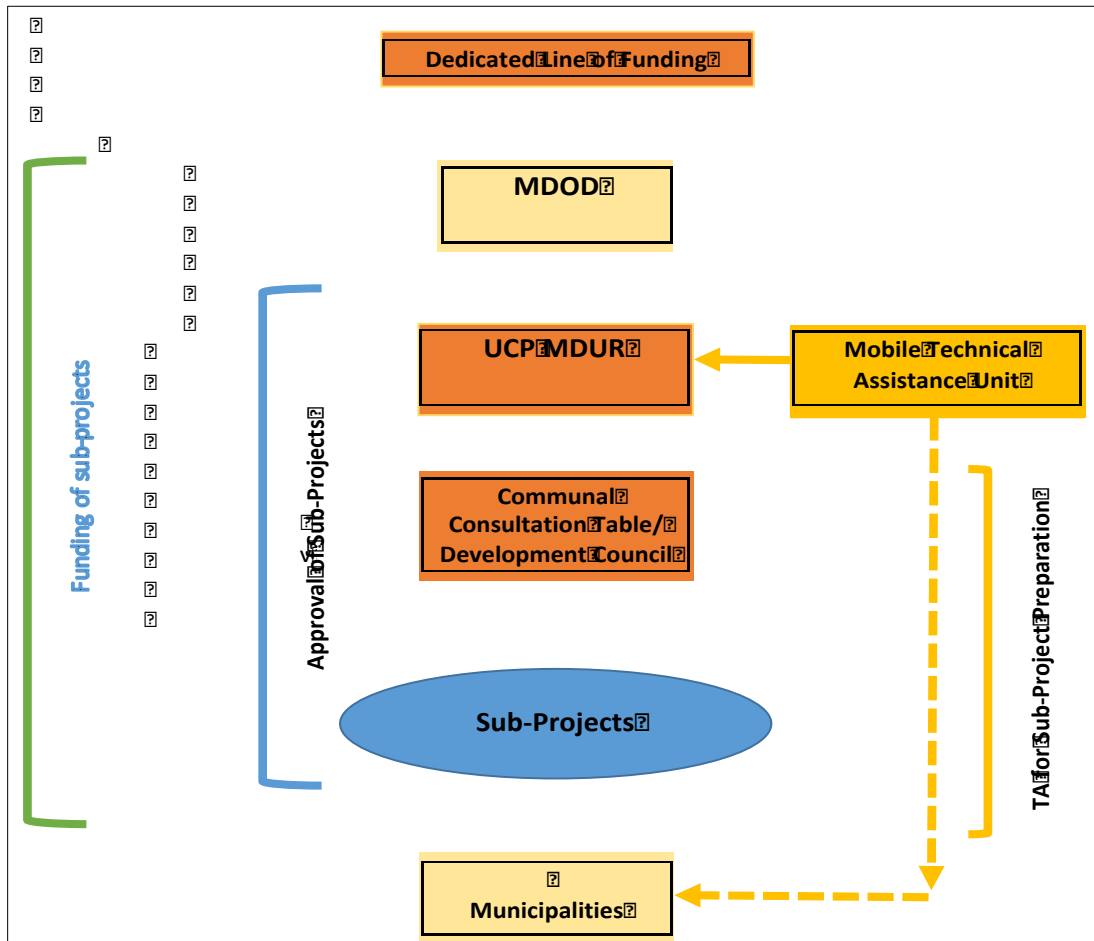 Dedicated Line of Funding
MDOD
UCP MDUR
Mobile Technical
Assistance Unit
Funding of sub-projects
Approval of Sub-Projects
Communal
Consultation Table/
Development Council
TA for Sub-Project Preparation
Sub-Projects
Municipalities